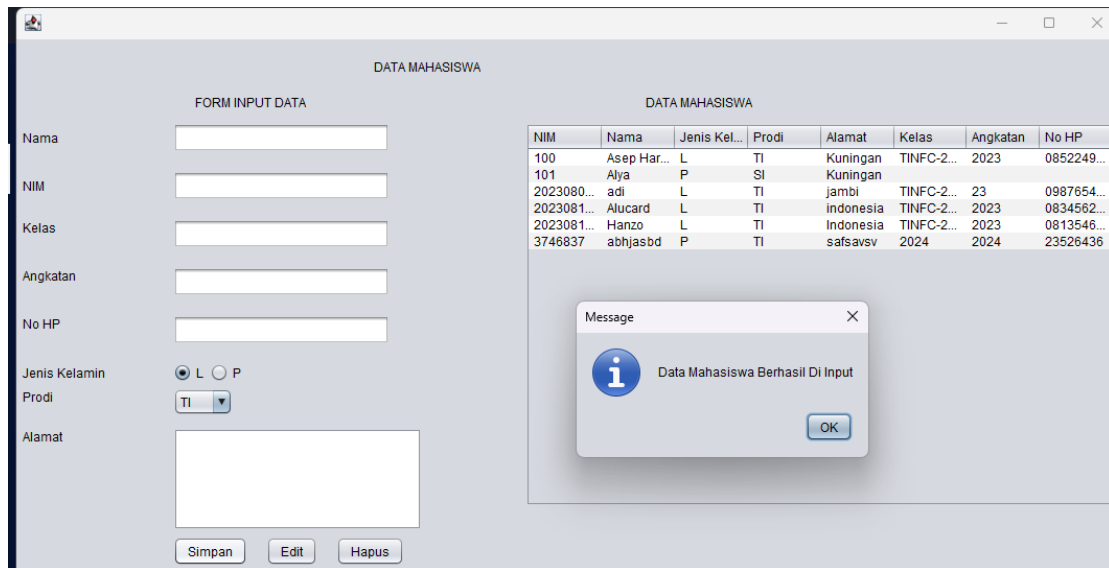 DATA MAHASISWA
FORM INPUT DATA
Nama
NIM
Kelas
Angkatan
No HP
Jenis Kelamin L P
Prodi TI
Alamat
Simpan Edit Hapus
DATA MAHASISWA
NIM Nama Jenis Kel... Prodi Alamat Kelas Angkatan No HP
100 Asep Har... L TI Kuningan TINFC-2... 2023 0852249...
101 Alya P SI Kuningan
2023080... adi L TI jambi TINFC-2... 23 0987654...
2023081... Alucard L TI indonesia TINFC-2... 2023 0834562...
2023081... Hanzo L TI Indonesia TINFC-2... 2023 0813546...
3746837 abhjasbd P TI safsavsv 2024 2024 23526436
Message
Data Mahasiswa Berhasil Di Input
OK